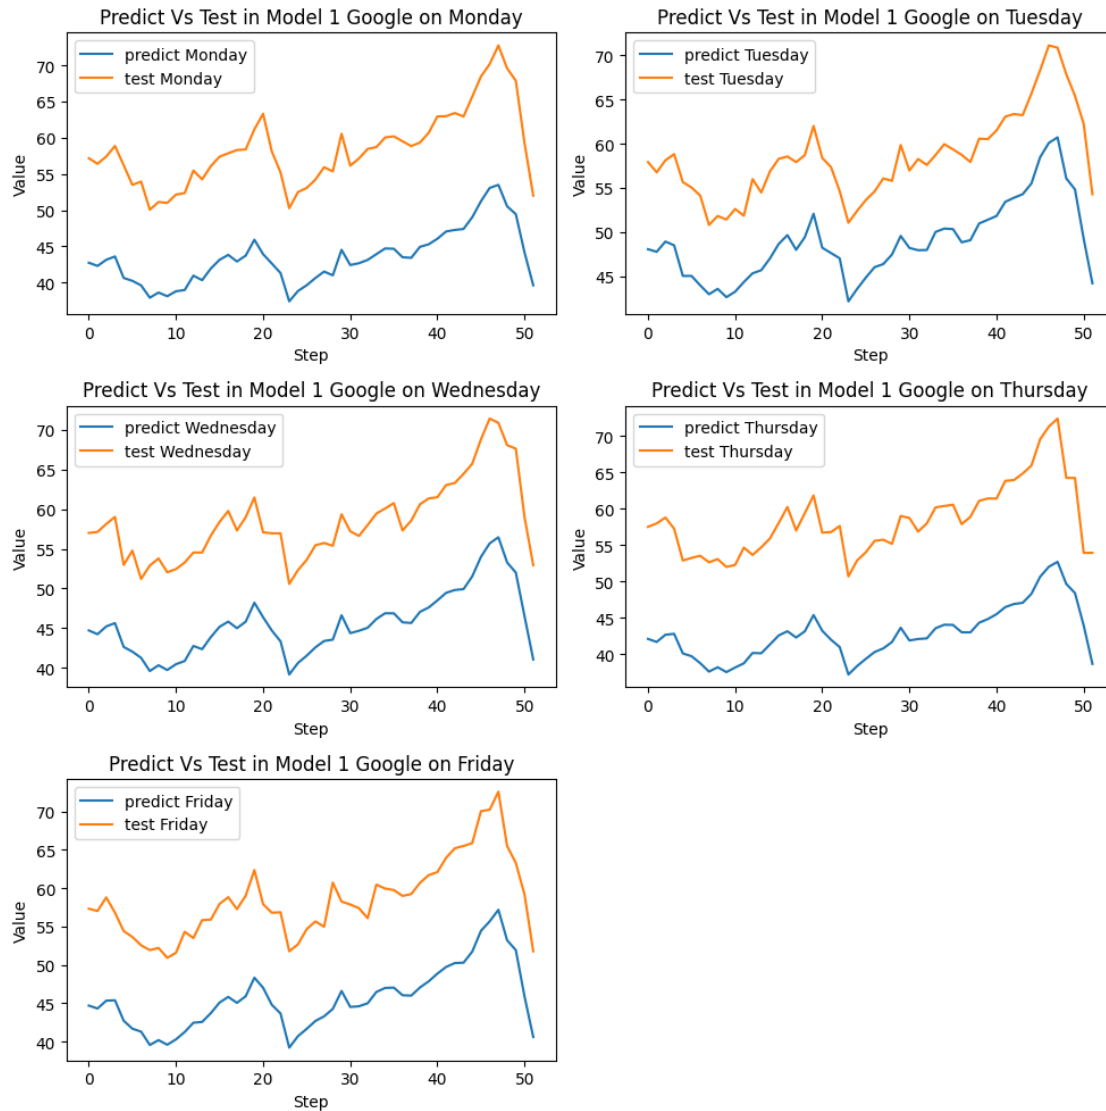 Predict Vs Test in Model 1 Google on Monday
predict Monday
test Monday
70
65
60
55
50
45
40
Value
0 10 20 30 40 50
Step
Predict Vs Test in Model 1 Google on Tuesday
predict Tuesday
test Tuesday
70
65
60
55
50
45
Value
0 10 20 30 40 50
Step
Predict Vs Test in Model 1 Google on Wednesday
predict Wednesday
test Wednesday
70
65
60
55
50
45
40
Value
0 10 20 30 40 50
Step
Predict Vs Test in Model 1 Google on Thursday
predict Thursday
test Thursday
70
65
60
55
50
45
40
Value
0 10 20 30 40 50
Step
Predict Vs Test in Model 1 Google on Friday
predict Friday
test Friday
70
65
60
55
50
45
40
Value
0 10 20 30 40 50
Step